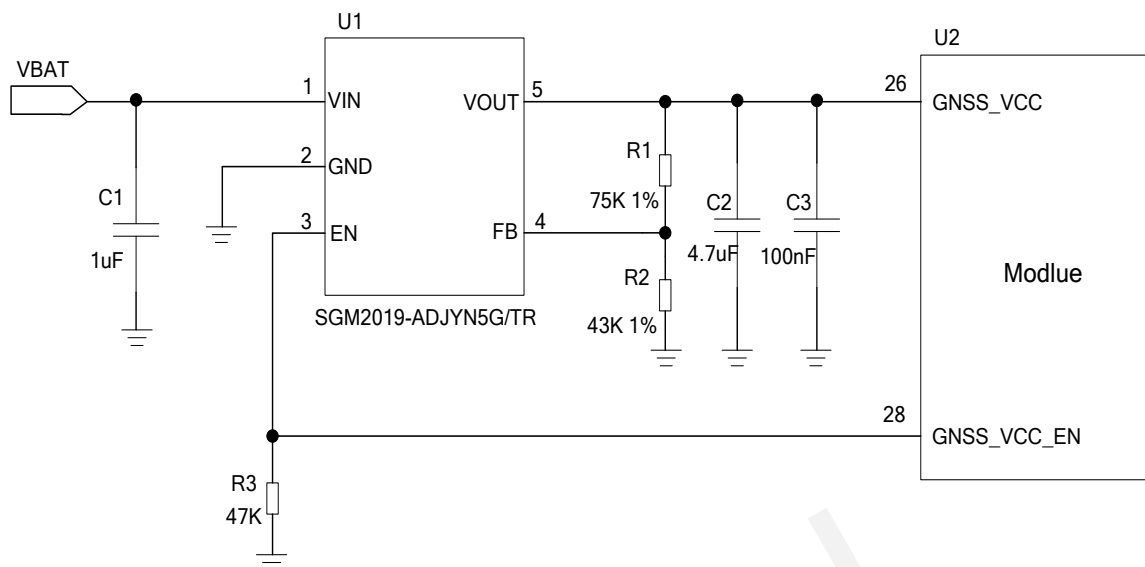 U1
U2
VBAT
1
VIN
VOUT
5
26
GNSS_VCC
2
GND
R1
75K 1%
C1
1uF
3
EN
FB
4
C2
4.7uF
C3
100nF
R2
43K 1%
Modlue
SGM2019-ADJYN5G/TR
28
GNSS_VCC_EN
R3
47K